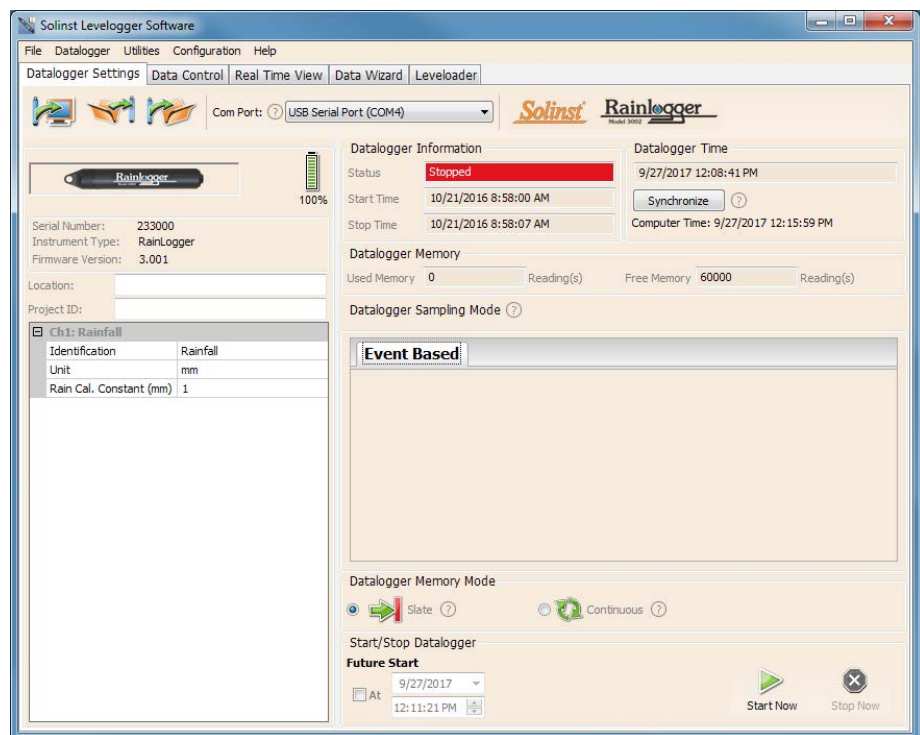 Solinst Levelogger Software
File Datalogger Utilities Configuration Help
Datalogger Settings Data Control Real Time View Data Wizard Leveloader
Com Port: ? USB Serial Port (COM4)
Solinst Rainlogger
Model 3002
Rainlogger
100%
Serial Number: 233000
Instrument Type: RainLogger
Firmware Version: 3.001
Location:
Project ID:
Ch1: Rainfall
Identification Rainfall
Unit mm
Rain Cal. Constant (mm) 1
Datalogger Information
Status Stopped
Start Time 10/21/2016 8:58:00 AM
Stop Time 10/21/2016 8:58:07 AM
Datalogger Time
9/27/2017 12:08:41 PM
Synchronize ?
Computer Time: 9/27/2017 12:15:59 PM
Datalogger Memory
Used Memory 0 Reading(s) Free Memory 60000 Reading(s)
Datalogger Sampling Mode ?
Event Based
Datalogger Memory Mode
Slate ? Continuous ?
Start/Stop Datalogger
Future Start
At 9/27/2017
12:11:21 PM
Start Now Stop Now